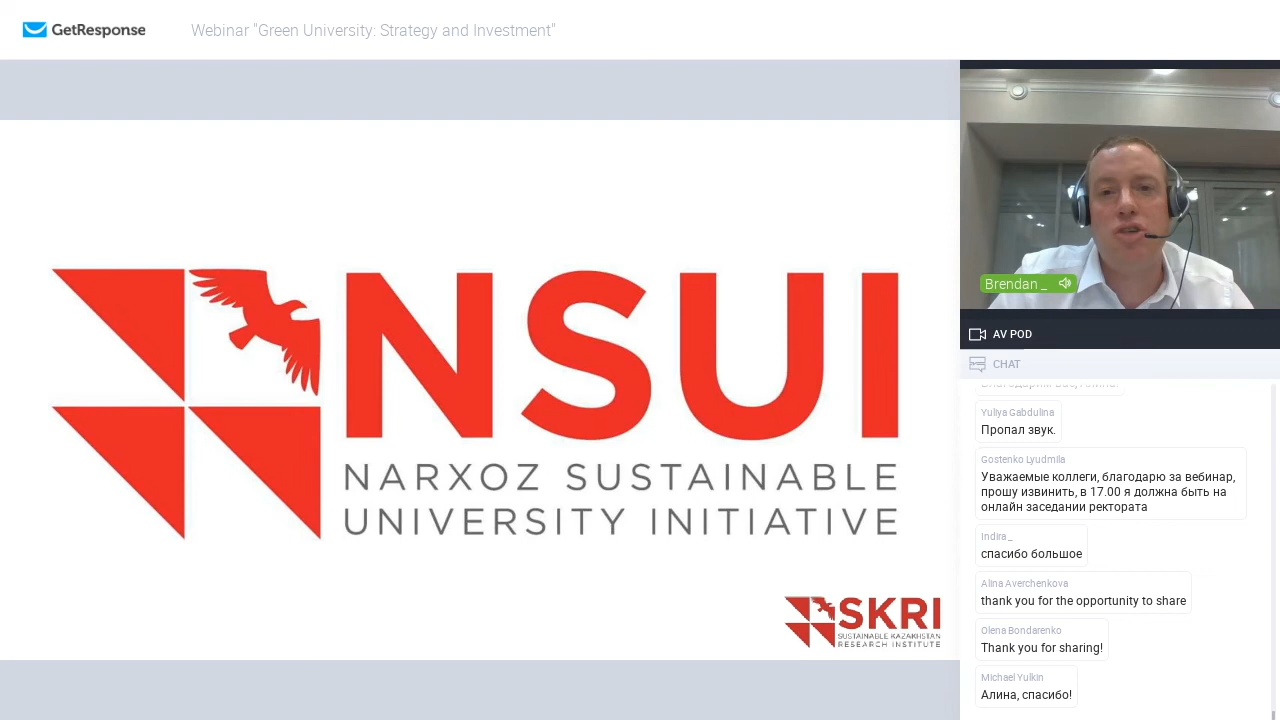 GetResponse
Webinar "Green University: Strategy and Investment"
NSUI
NARXOZ SUSTAINABLE
UNIVERSITY INITIATIVE
SKRI
SUSTAINABLE KAZAKHSTAN
RESEARCH INSTITUTE
Brendan _
AV POD
CHAT
Yuliya Gabdulina
Пропал звук.
Gostenko Lyudmila
Уважаемые коллеги, благодарю за вебинар,
прошу извинить, в 17.00 я должна быть на
онлайн заседании ректората
Indira _
спасибо большое
Alina Averchenkova
thank you for the opportunity to share
Olena Bondarenko
Thank you for sharing!
Michael Yulkin
Алина, спасибо!